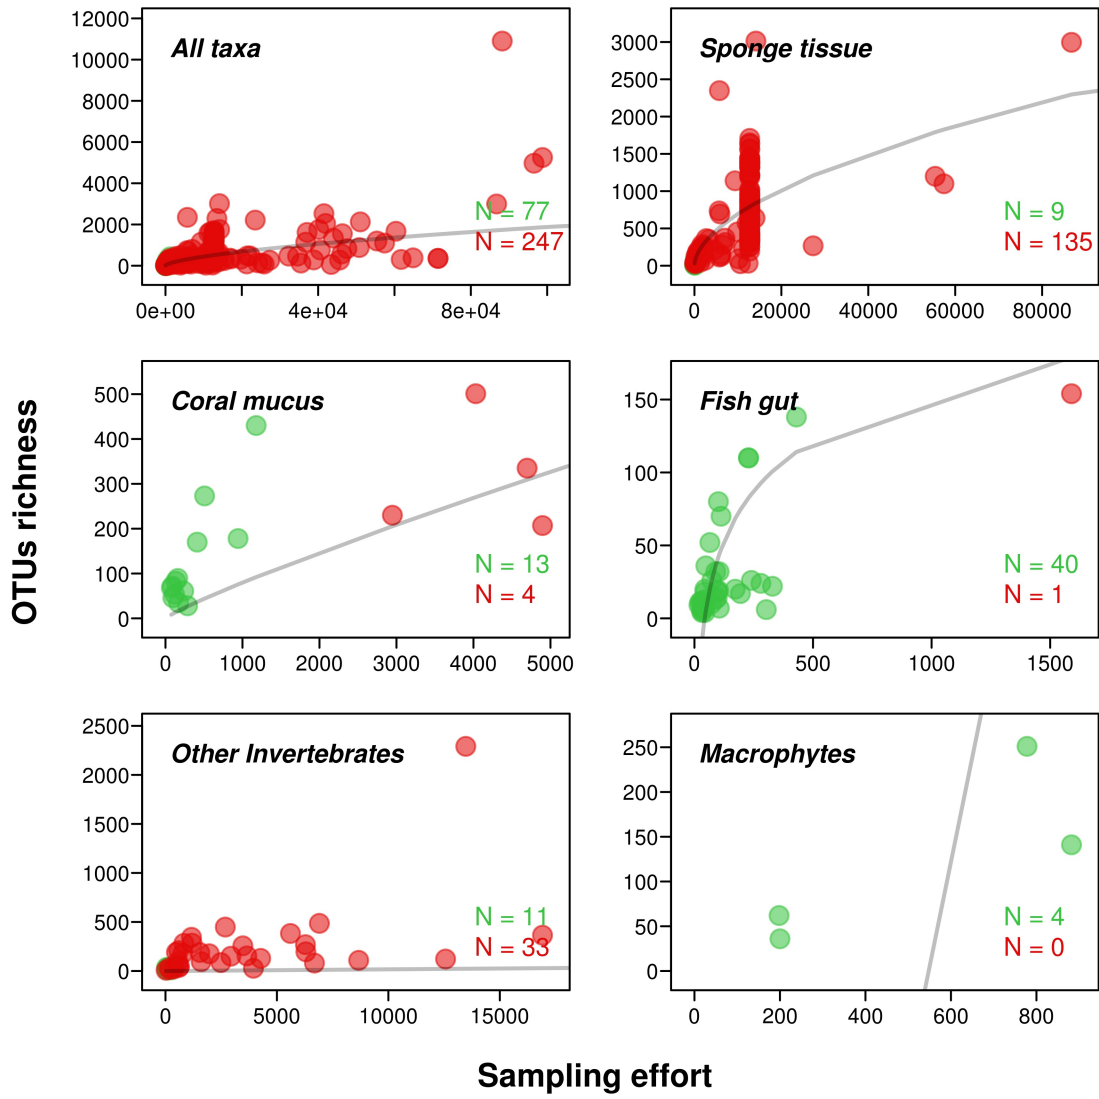 All taxa
12000
10000
8000
6000
4000
2000
0
N = 77
N = 247
0e+00 4e+04 8e+04
Sponge tissue
3000
2500
2000
1500
1000
500
0
N = 9
N = 135
0 20000 40000 60000 80000
Coral mucus
500
400
300
200
100
0
N = 13
N = 4
0 1000 2000 3000 4000 5000
Fish gut
150
100
50
0
N = 40
N = 1
0 500 1000 1500
Other Invertebrates
2500
2000
1500
1000
500
0
N = 11
N = 33
0 5000 10000 15000
Macrophytes
250
200
150
100
50
0
N = 4
N = 0
0 200 400 600 800
OTUs richness
Sampling effort